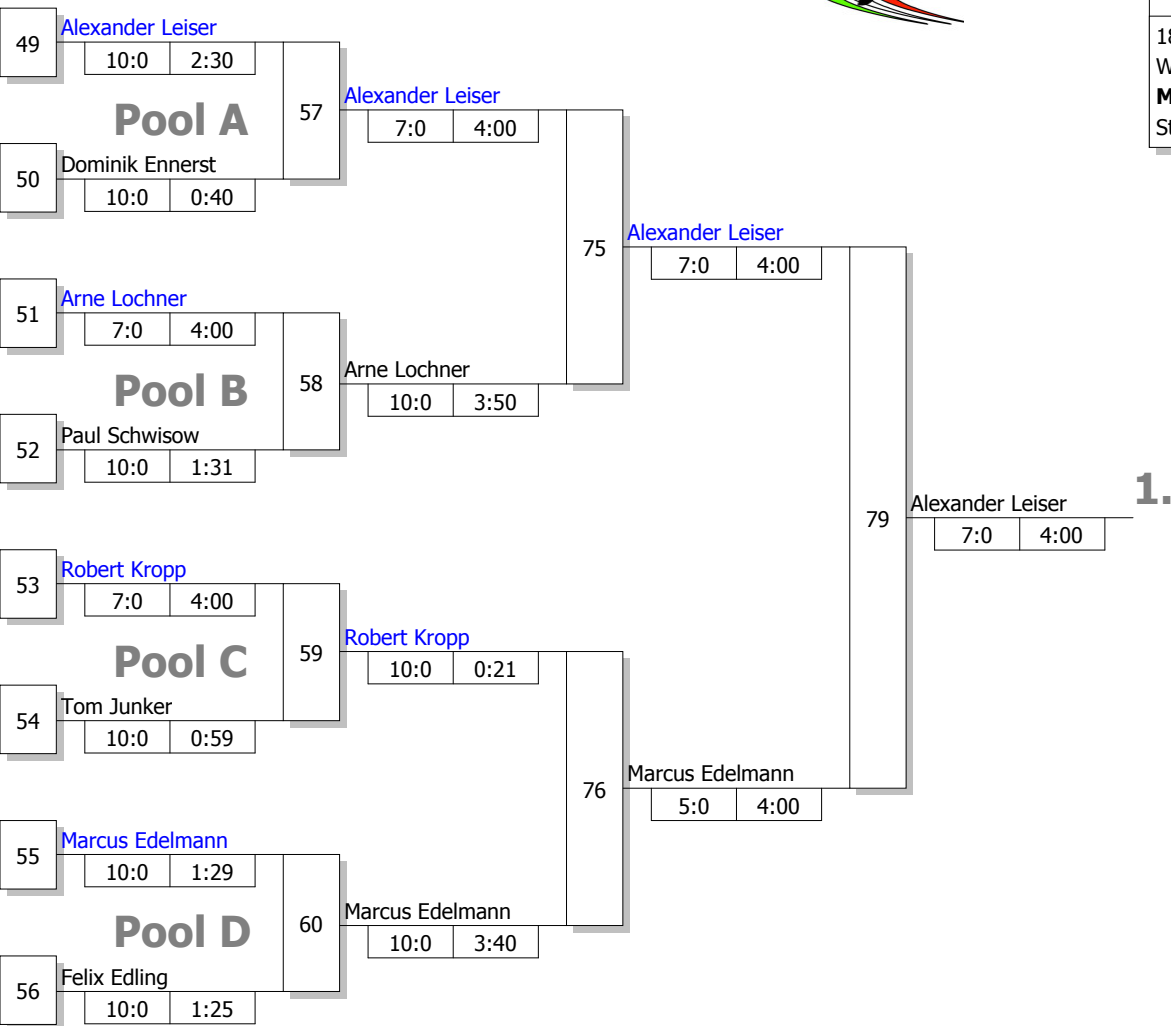 18
W
M
St
49
Alexander Leiser
10:0 2:30
Pool A
57
Alexander Leiser
7:0 4:00
50
Dominik Ennerst
10:0 0:40
75
Alexander Leiser
7:0 4:00
51
Arne Lochner
7:0 4:00
Pool B
58
Arne Lochner
10:0 3:50
52
Paul Schwisow
10:0 1:31
79
Alexander Leiser
7:0 4:00
1.
53
Robert Kropp
7:0 4:00
Pool C
59
Robert Kropp
10:0 0:21
54
Tom Junker
10:0 0:59
76
Marcus Edelmann
5:0 4:00
55
Marcus Edelmann
10:0 1:29
Pool D
60
Marcus Edelmann
10:0 3:40
56
Felix Edling
10:0 1:25